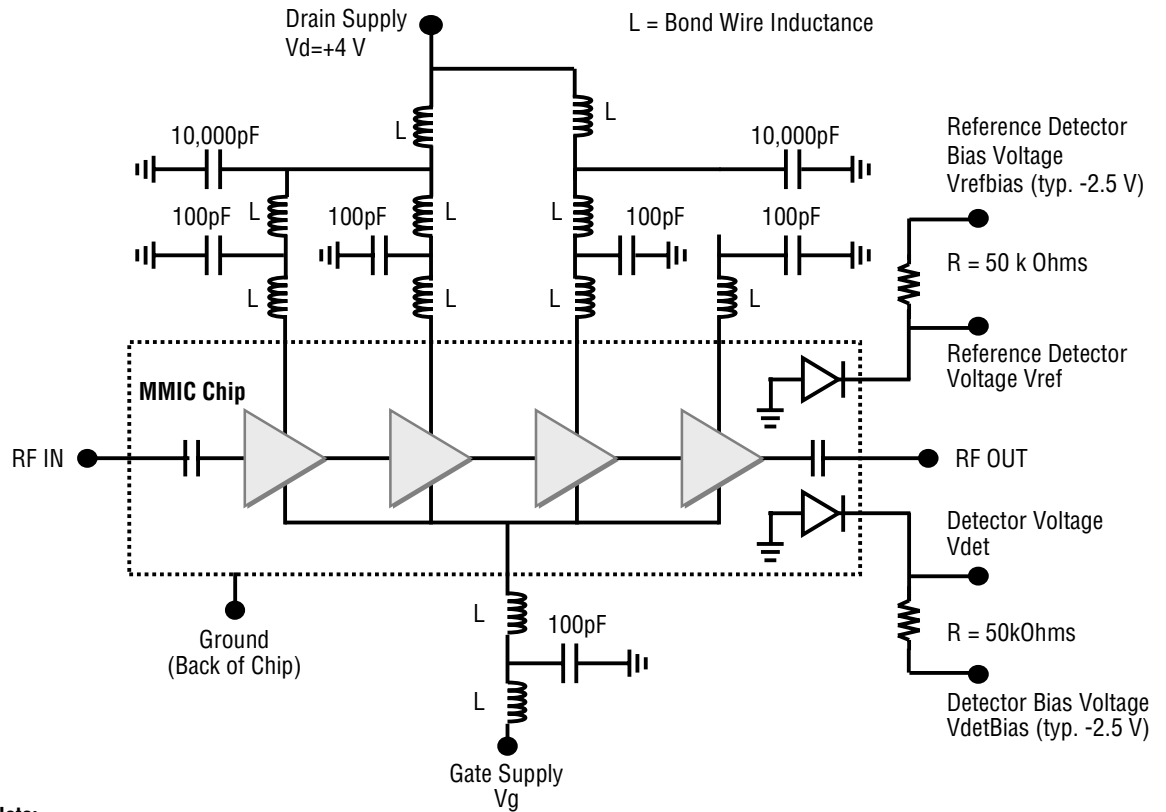 Drain Supply
Vd=+4 V
L = Bond Wire Inductance
L
L
10,000pF
10,000pF
Reference Detector
Bias Voltage
Vrefbias (typ. -2.5 V)
100pF
L
100pF
L
L
100pF
100pF
R = 50 k Ohms
L
L
L
L
Reference Detector
Voltage Vref
MMIC Chip
RF IN
RF OUT
Detector Voltage
Vdet
L
100pF
R = 50kOhms
Ground
(Back of Chip)
L
Detector Bias Voltage
VdetBias (typ. -2.5 V)
Gate Supply
Vg